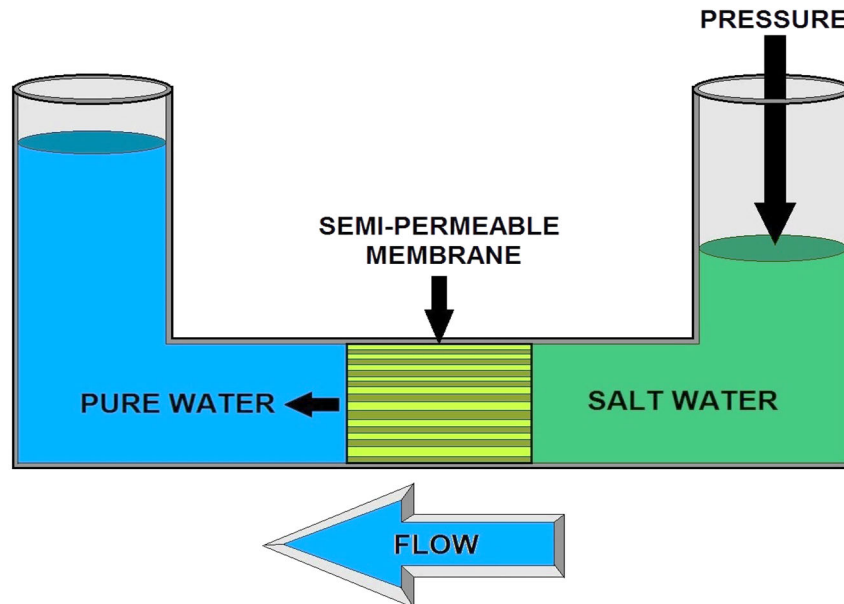 PRESSURE
SEMI-PERMEABLE
MEMBRANE
PURE WATER
SALT WATER
FLOW